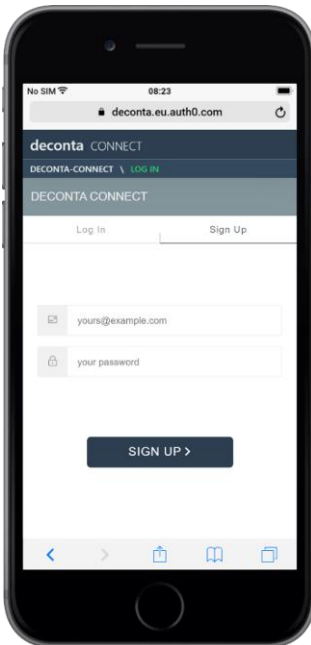 No SIM 08:23
deconta.eu.auth0.com
deconta CONNECT
DECONTA-CONNECT \ LOG IN
DECONTA CONNECT
Log In Sign Up
yours@example.com
your password
SIGN UP >